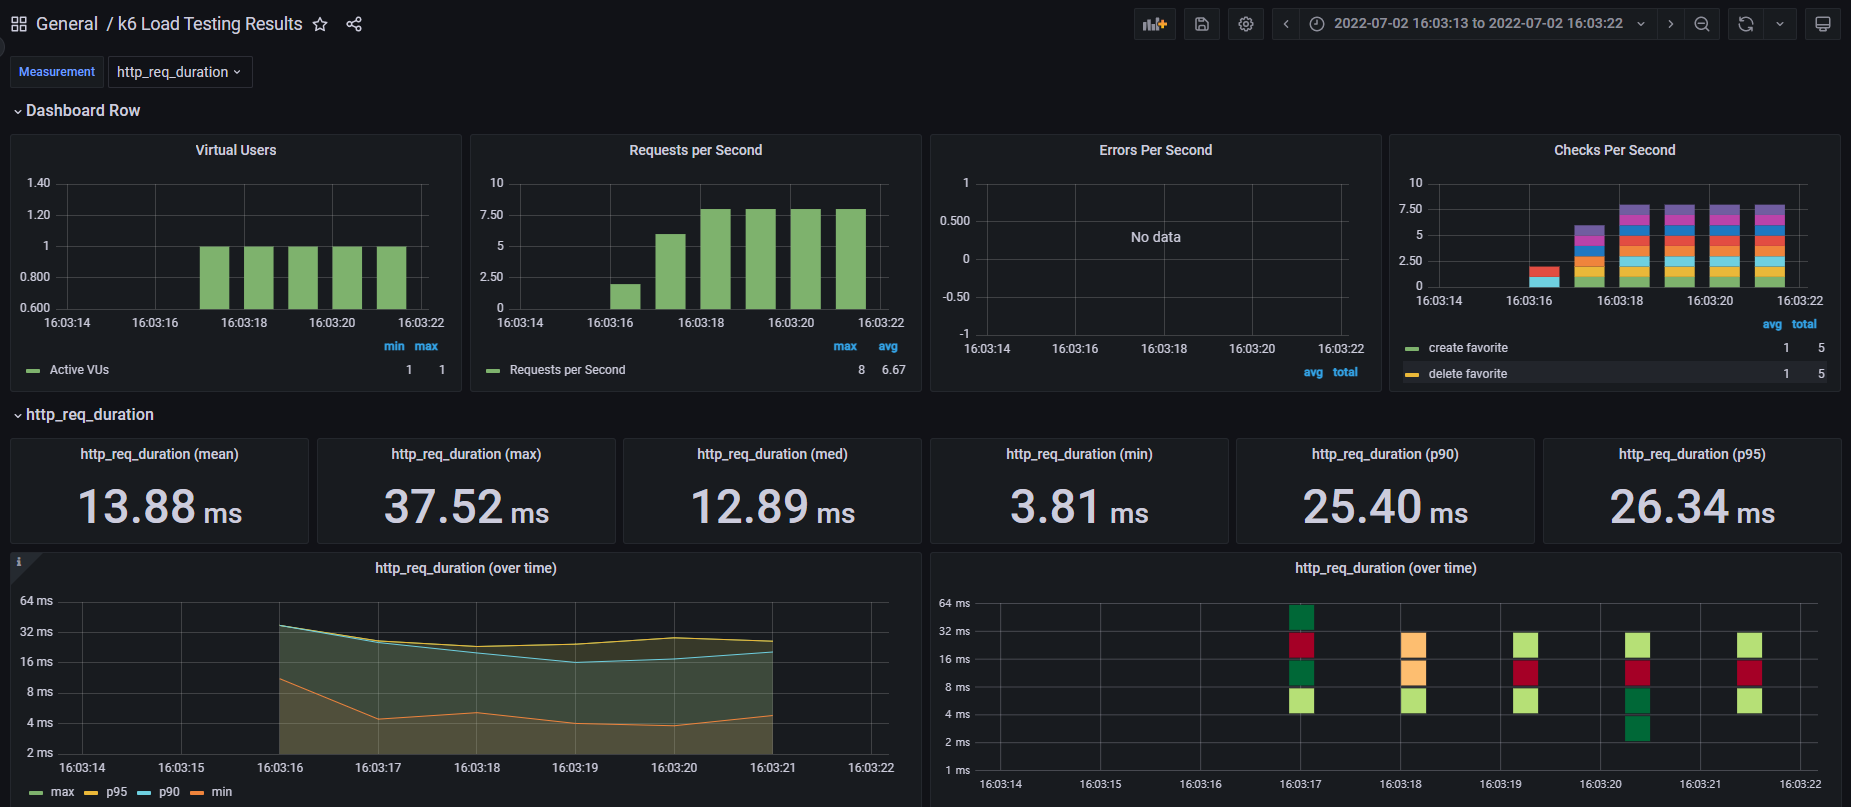 General / k6 Load Testing Results
2022-07-02 16:03:13 to 2022-07-02 16:03:22
Measurement http_req_duration
Dashboard Row
Virtual Users
1.40
1.20
1
0.800
0.600
16:03:14 16:03:16 16:03:18 16:03:20 16:03:22
min max
Active VUs 1 1
Requests per Second
10
7.50
5
2.50
0
16:03:14 16:03:16 16:03:18 16:03:20 16:03:22
max avg
Requests per Second 8 6.67
Errors Per Second
1
0.500
0
-0.50
-1
No data
16:03:14 16:03:16 16:03:18 16:03:20 16:03:22
avg total
Checks Per Second
10
7.50
5
2.50
0
16:03:14 16:03:16 16:03:18 16:03:20 16:03:22
avg total
create favorite 1 5
delete favorite 1 5
http_req_duration
http_req_duration (mean)
13.88 ms
http_req_duration (max)
37.52 ms
http_req_duration (med)
12.89 ms
http_req_duration (min)
3.81 ms
http_req_duration (p90)
25.40 ms
http_req_duration (p95)
26.34 ms
i
http_req_duration (over time)
64 ms
32 ms
16 ms
8 ms
4 ms
2 ms
16:03:14 16:03:15 16:03:16 16:03:17 16:03:18 16:03:19 16:03:20 16:03:21 16:03:22
max p95 p90 min
http_req_duration (over time)
64 ms
32 ms
16 ms
8 ms
4 ms
2 ms
1 ms
16:03:14 16:03:15 16:03:16 16:03:17 16:03:18 16:03:19 16:03:20 16:03:21 16:03:22